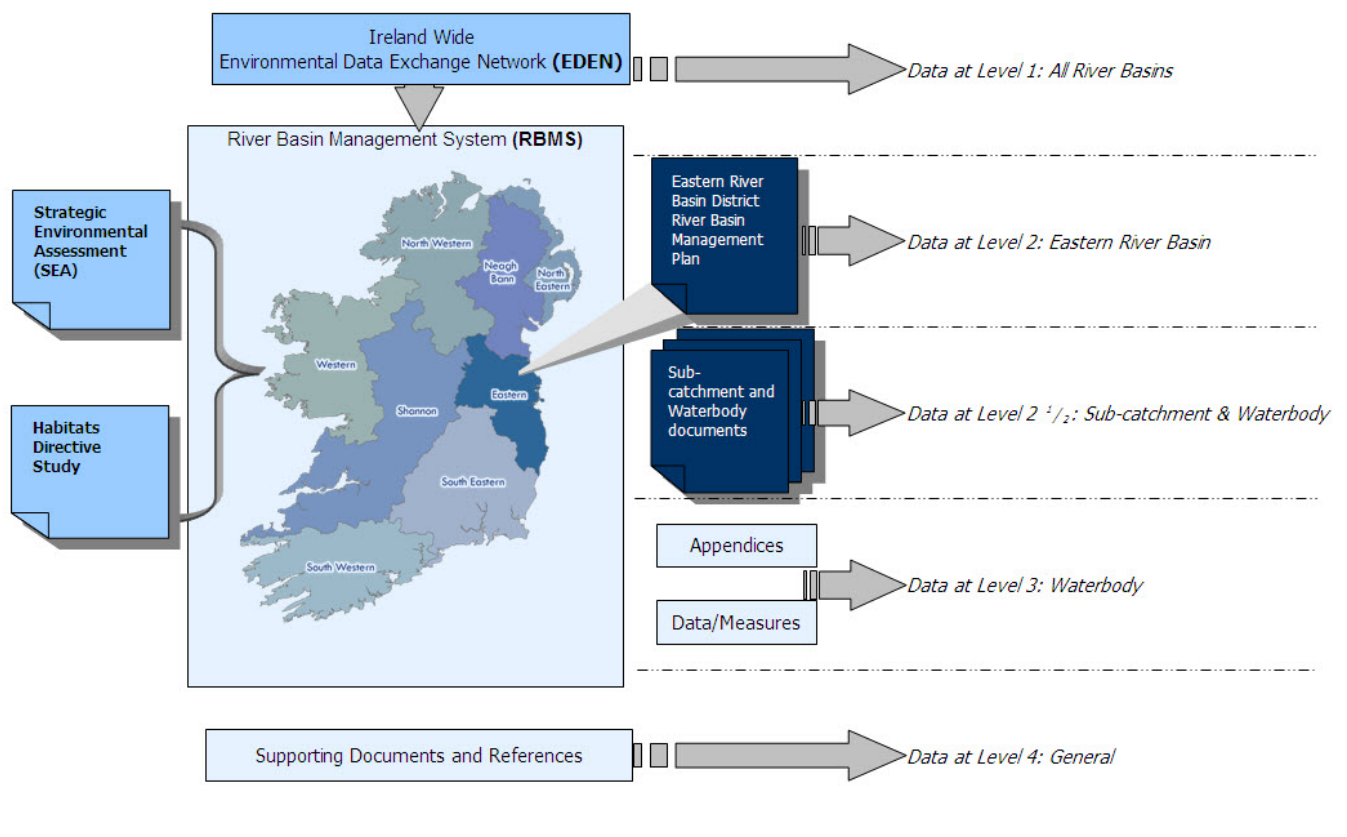 Ireland Wide
Environmental Data Exchange Network (EDEN)
Data at Level 1: All River Basins
River Basin Management System (RBMS)
Strategic
Environmental
Assessment
(SEA)
Habitats
Directive
Study
North Western
Neagh
Bann
North
Eastern
Western
Shannon
Eastern
South Eastern
South Western
Eastern River
Basin District
River Basin
Management
Plan
Data at Level 2: Eastern River Basin
Sub-
catchment and
Waterbody
documents
Data at Level 2 1/2: Sub-catchment & Waterbody
Appendices
Data/Measures
Data at Level 3: Waterbody
Supporting Documents and References
Data at Level 4: General